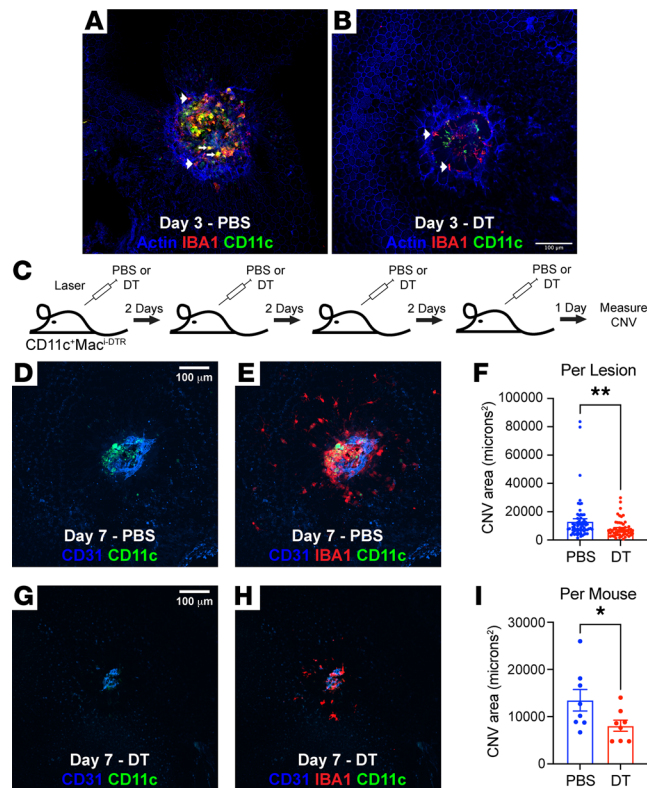 A
Day 3 - PBS
Actin IBA1 CD11c
B
Day 3 - DT
Actin IBA1 CD11c
100 µm
C
Laser
PBS or
DT
2 Days
PBS or
DT
2 Days
PBS or
DT
2 Days
PBS or
DT
1 Day
Measure
CNV
CD11c⁺Macⁱ⁻ᴰᵀᴿ
D
100 µm
Day 7 - PBS
CD31 CD11c
E
Day 7 - PBS
CD31 IBA1 CD11c
F
Per Lesion
**
CNV area (microns²)
100000
80000
60000
40000
20000
0
PBS DT
G
100 µm
Day 7 - DT
CD31 CD11c
H
Day 7 - DT
CD31 IBA1 CD11c
I
Per Mouse
*
CNV area (microns²)
30000
20000
10000
0
PBS DT